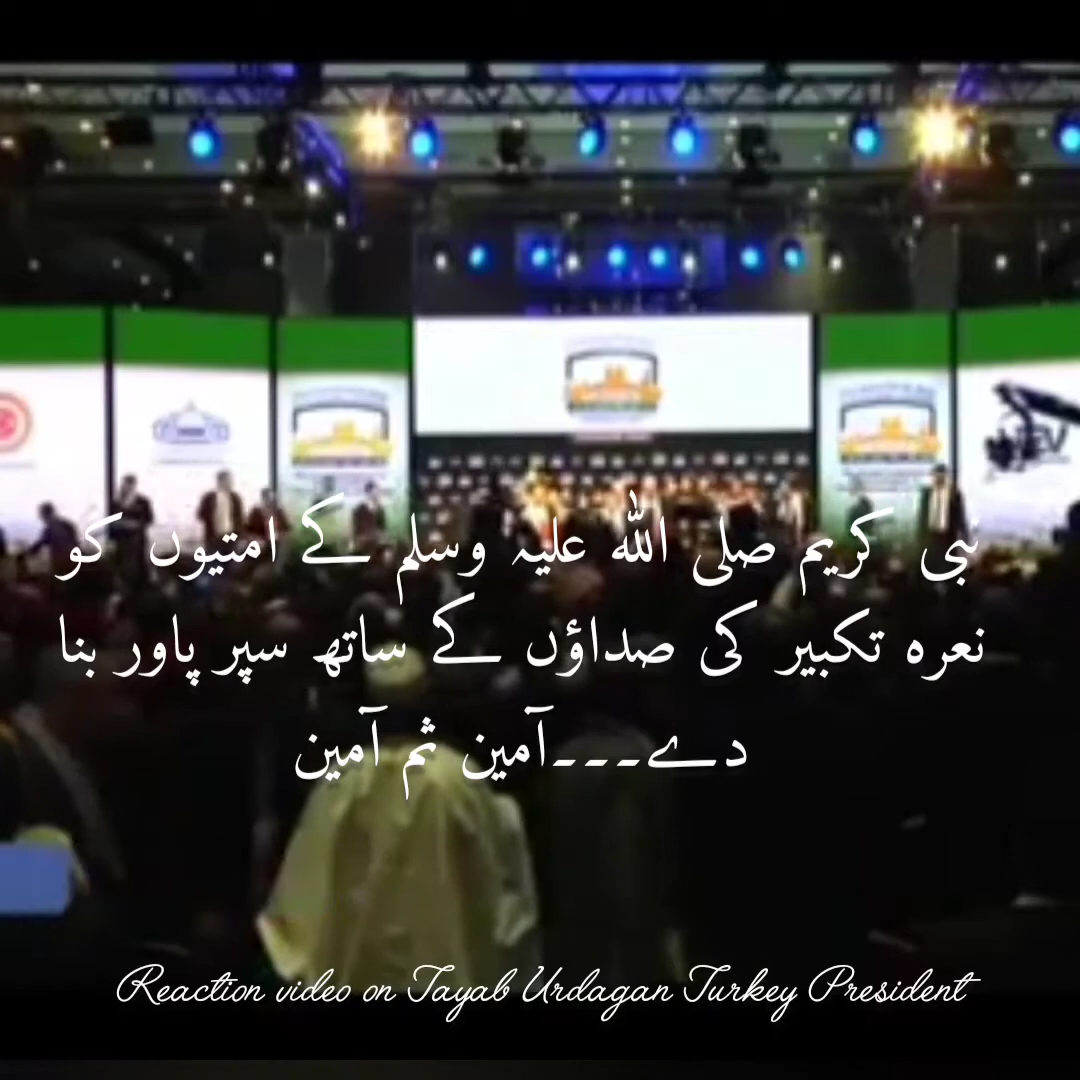 نبی کریم صلی اللہ علیہ وسلم کے امتیوں کو
نعرہ تکبیر کی صداؤں کے ساتھ سپر پاور بنا
دے۔۔۔آمین ثم آمین
Reaction video on Tayab Urdagan Turkey President